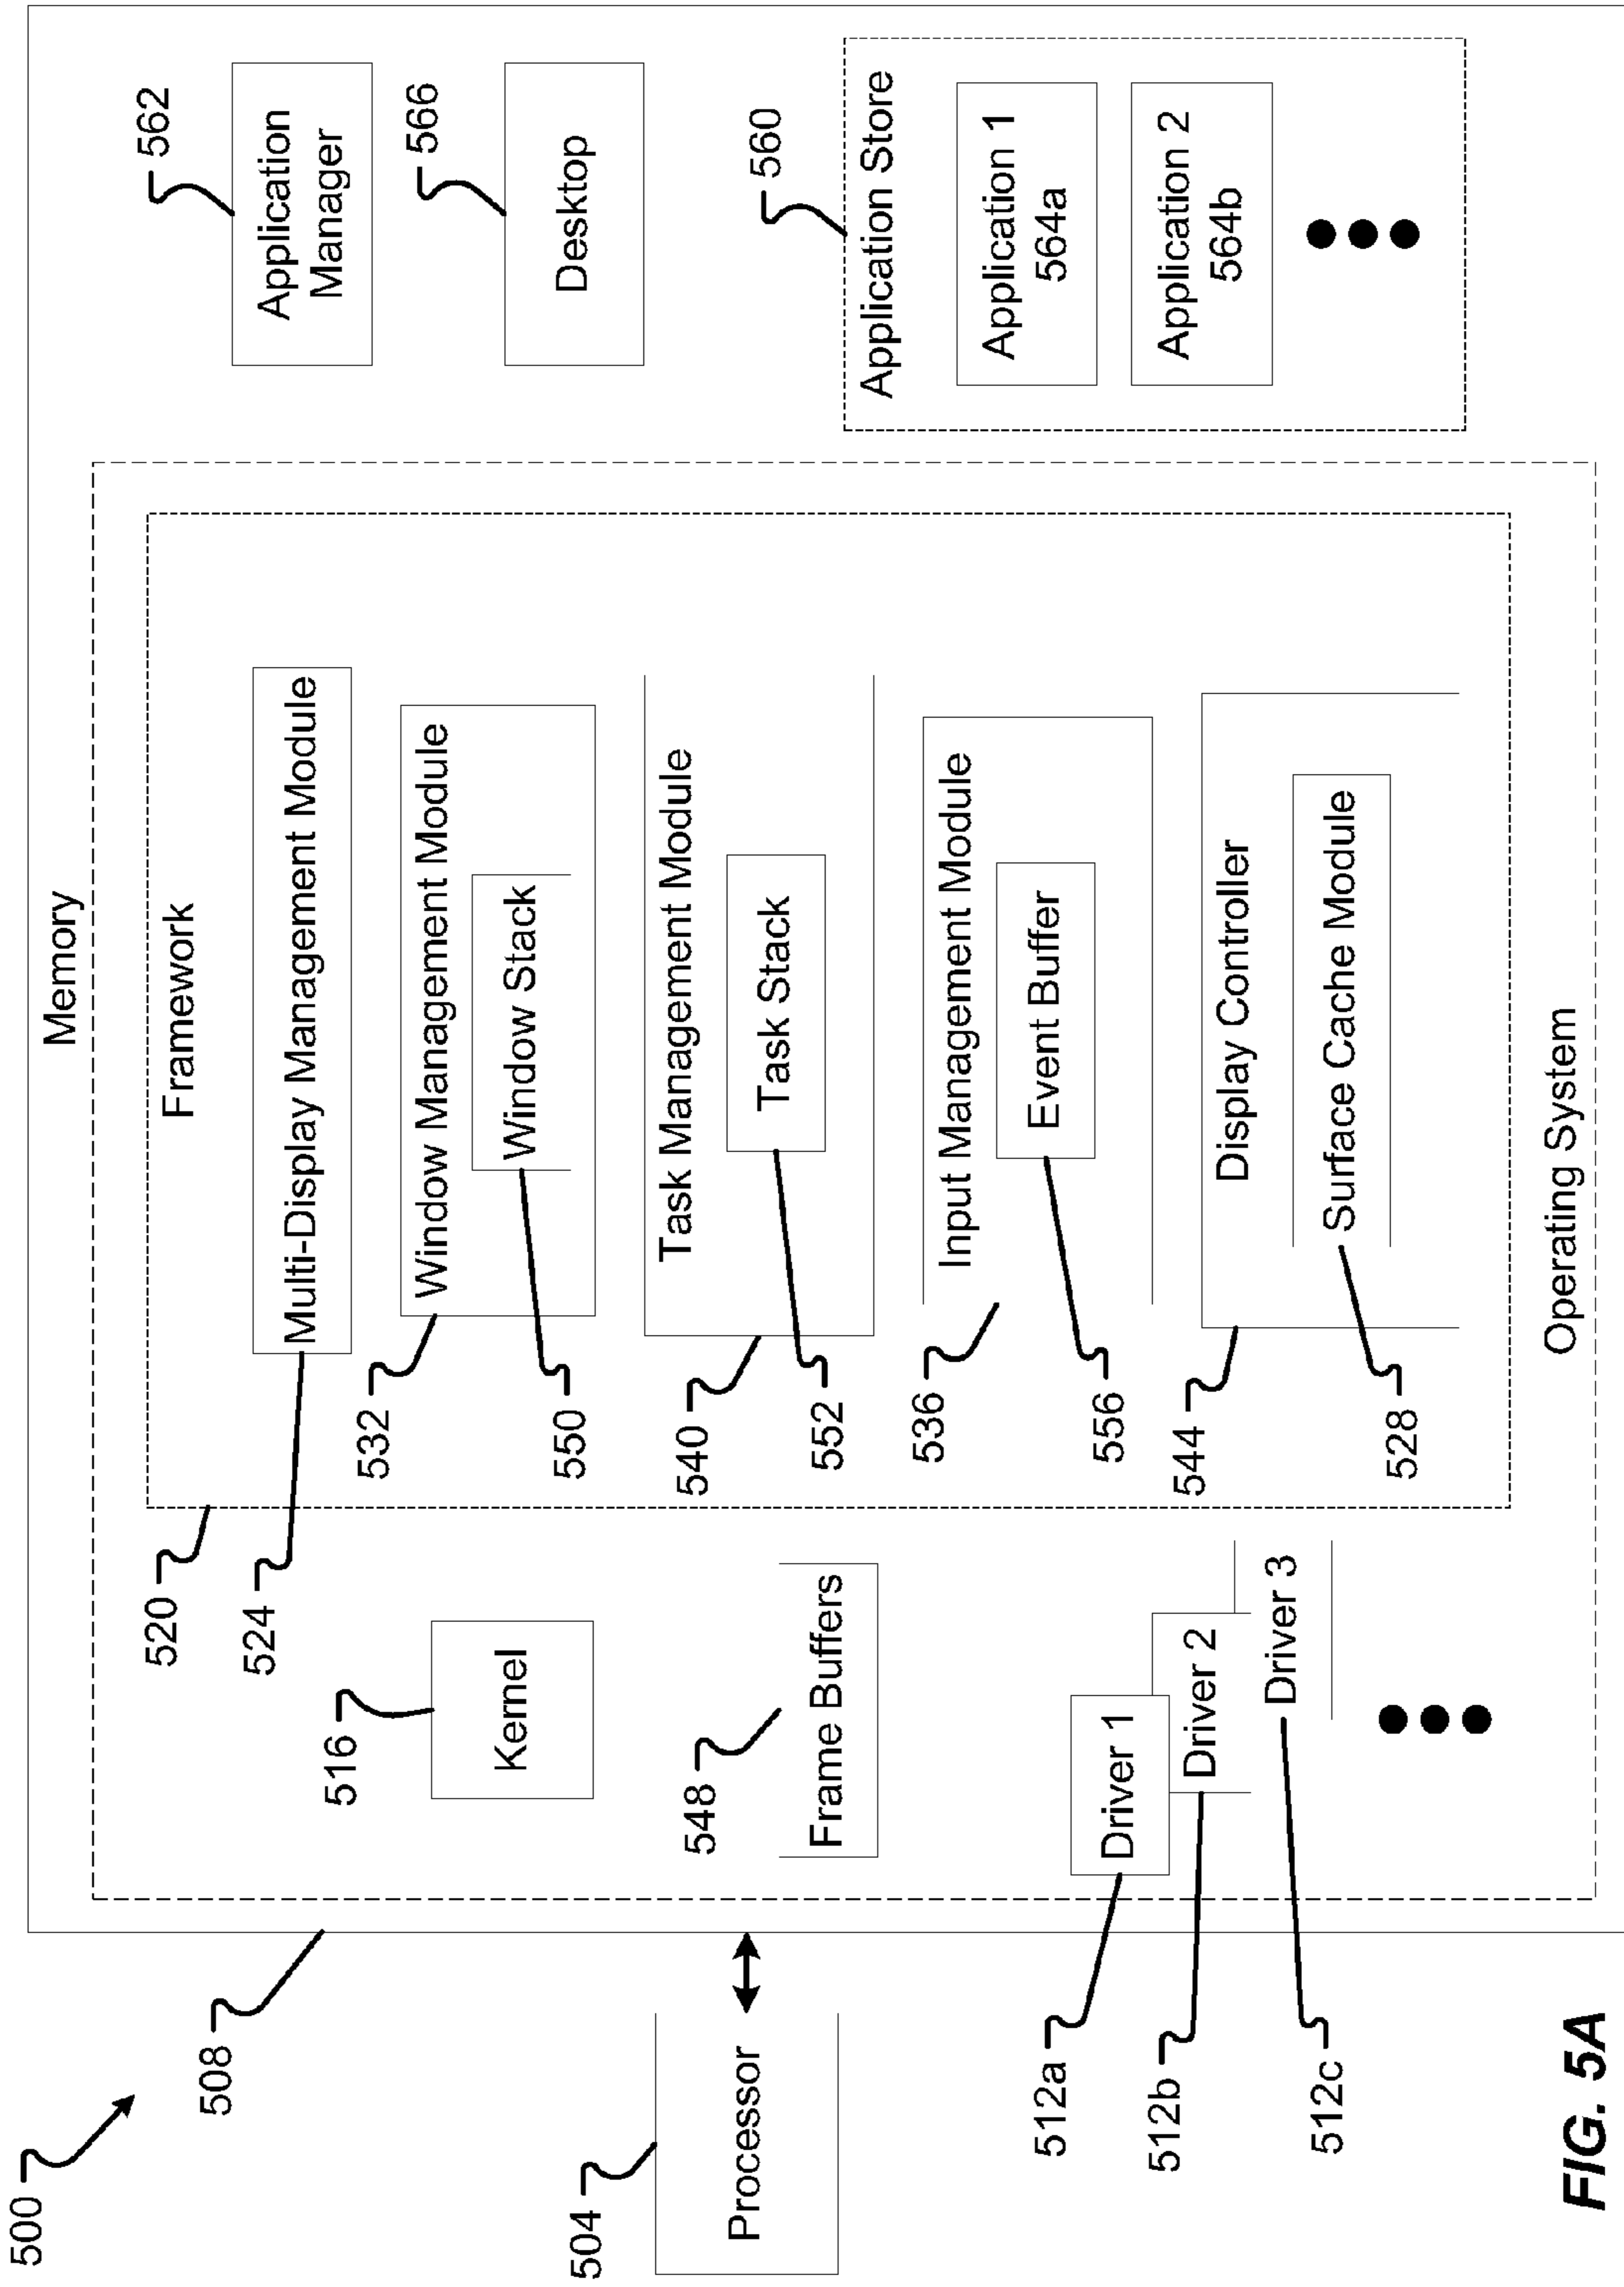 500
508
Memory
504
Processor
520
Framework
524
Multi-Display Management Module
516
Kernel
532
Window Management Module
550
Window Stack
548
Frame Buffers
540
Task Management Module
552
Task Stack
536
Input Management Module
556
Event Buffer
512a
Driver 1
512b
Driver 2
512c
Driver 3
544
Display Controller
528
Surface Cache Module
Operating System
562
Application
Manager
566
Desktop
560
Application Store
Application 1
564a
Application 2
564b
FIG. 5A